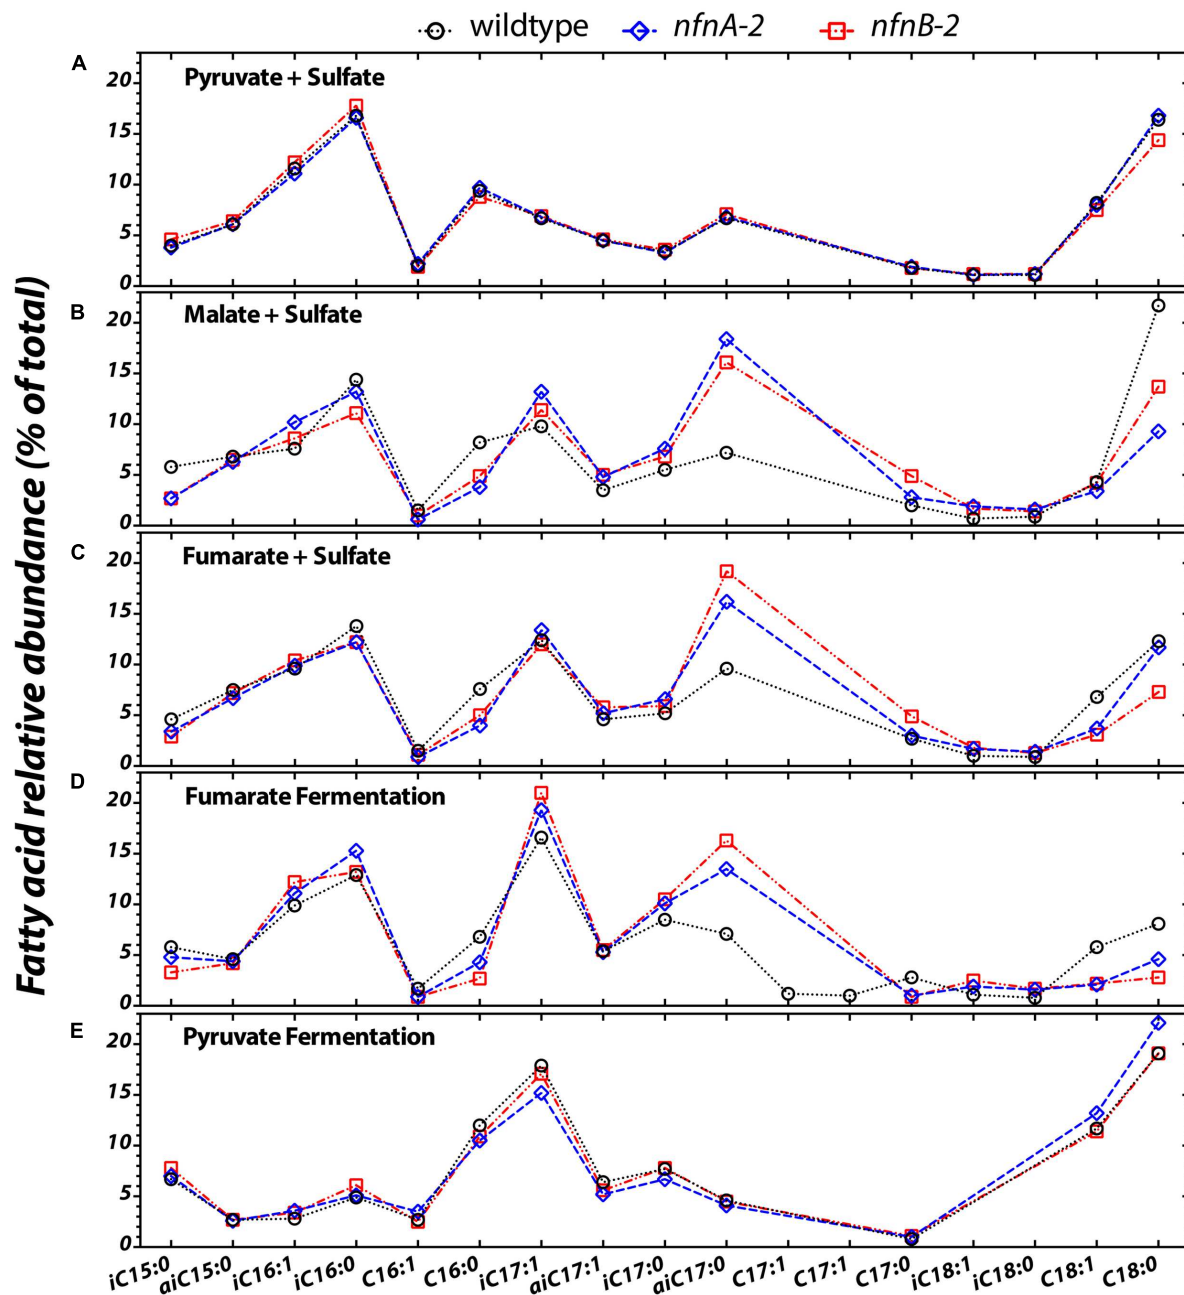 wildtype nfnA-2 nfnB-2
A
Pyruvate + Sulfate
20
15
10
5
0
B
Malate + Sulfate
20
15
10
5
0
C
Fumarate + Sulfate
20
15
10
5
0
D
Fumarate Fermentation
20
15
10
5
0
E
Pyruvate Fermentation
20
15
10
5
0
Fatty acid relative abundance (% of total)
iC15:0 aiC15:0 iC16:1 iC16:0 C16:1 C16:0 iC17:1 aiC17:1 iC17:0 aiC17:0 C17:1 C17:1 C17:0 iC18:1 iC18:0 C18:1 C18:0